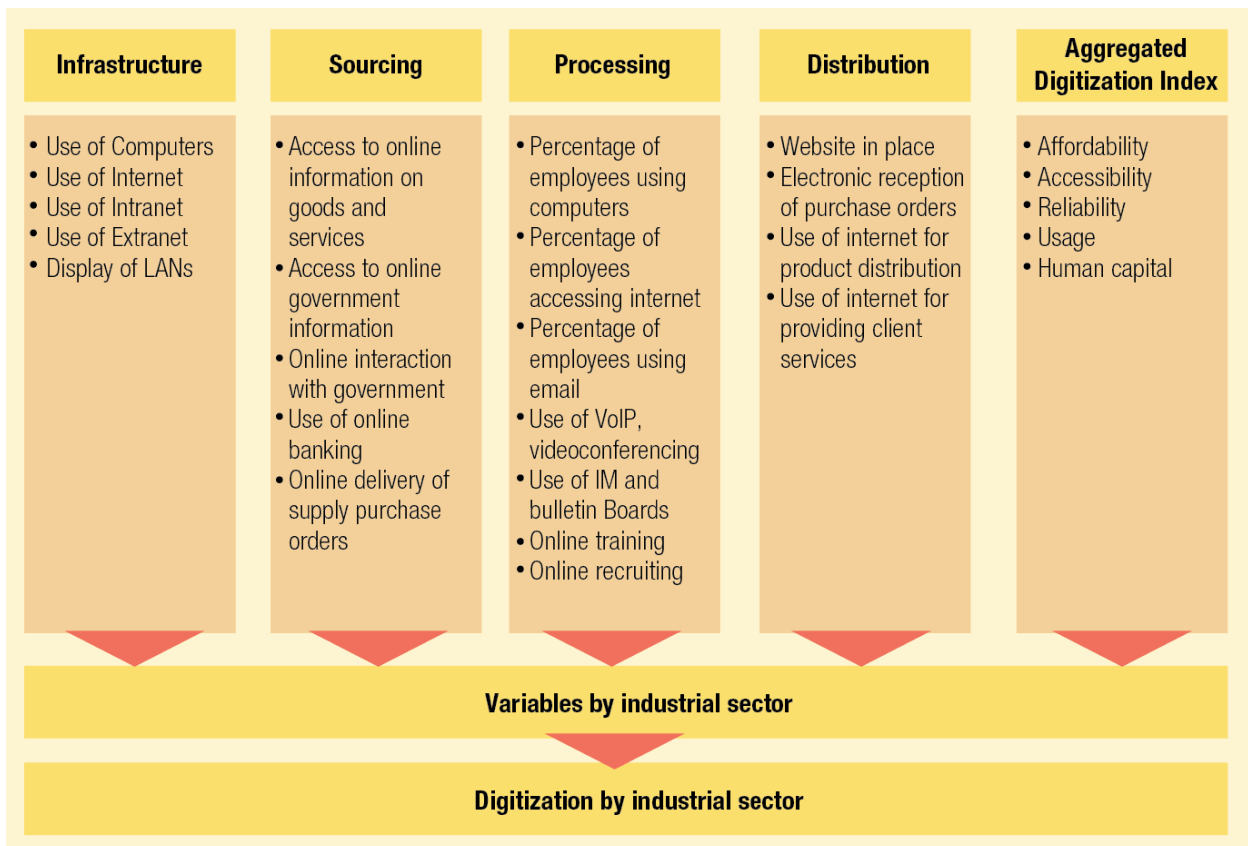 Infrastructure
• Use of Computers
• Use of Internet
• Use of Intranet
• Use of Extranet
• Display of LANs
Sourcing
• Access to online
information on
goods and
services
• Access to online
government
information
• Online interaction
with government
• Use of online
banking
• Online delivery of
supply purchase
orders
Processing
• Percentage of
employees using
computers
• Percentage of
employees
accessing internet
• Percentage of
employees using
email
• Use of VoIP,
videoconferencing
• Use of IM and
bulletin Boards
• Online training
• Online recruiting
Distribution
• Website in place
• Electronic reception
of purchase orders
• Use of internet for
product distribution
• Use of internet for
providing client
services
Aggregated
Digitization Index
• Affordability
• Accessibility
• Reliability
• Usage
• Human capital
Variables by industrial sector
Digitization by industrial sector